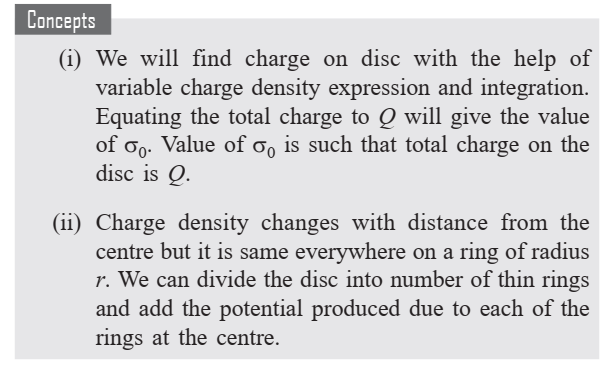 Concepts
(i) We will find charge on disc with the help of
variable charge density expression and integration.
Equating the total charge to Q will give the value
of σ₀. Value of σ₀ is such that total charge on the
disc is Q.
(ii) Charge density changes with distance from the
centre but it is same everywhere on a ring of radius
r. We can divide the disc into number of thin rings
and add the potential produced due to each of the
rings at the centre.